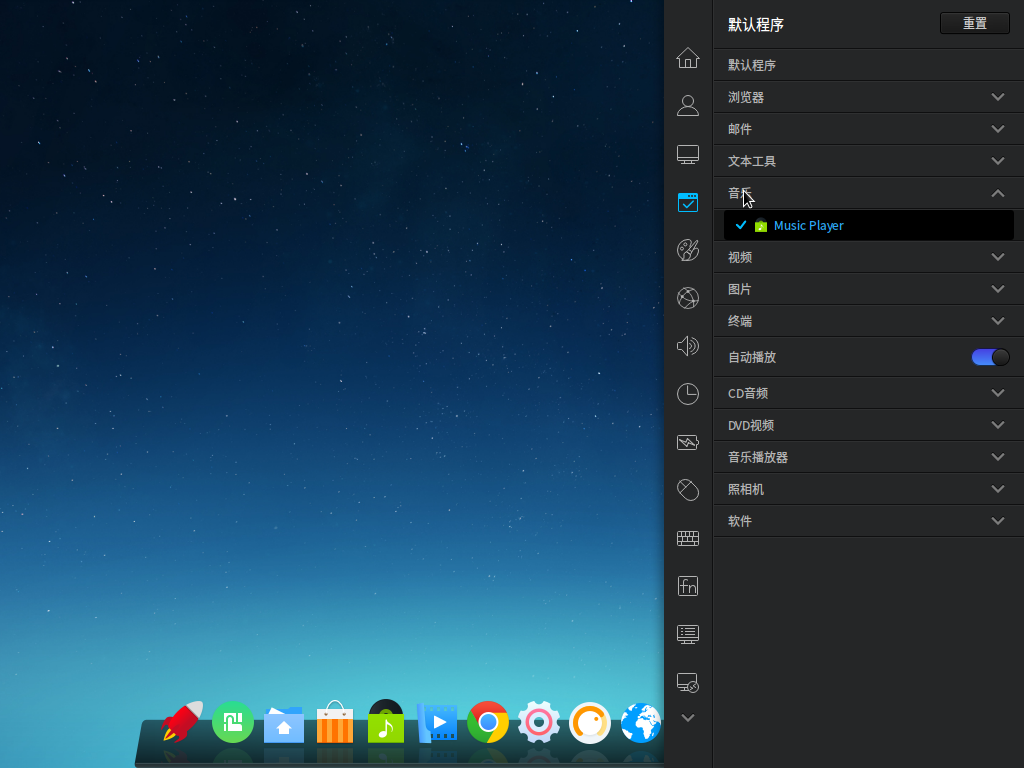 默认程序
重置
默认程序
浏览器
邮件
文本工具
音乐
Music Player
视频
图片
终端
自动播放
CD音频
DVD视频
音乐播放器
照相机
软件
fn